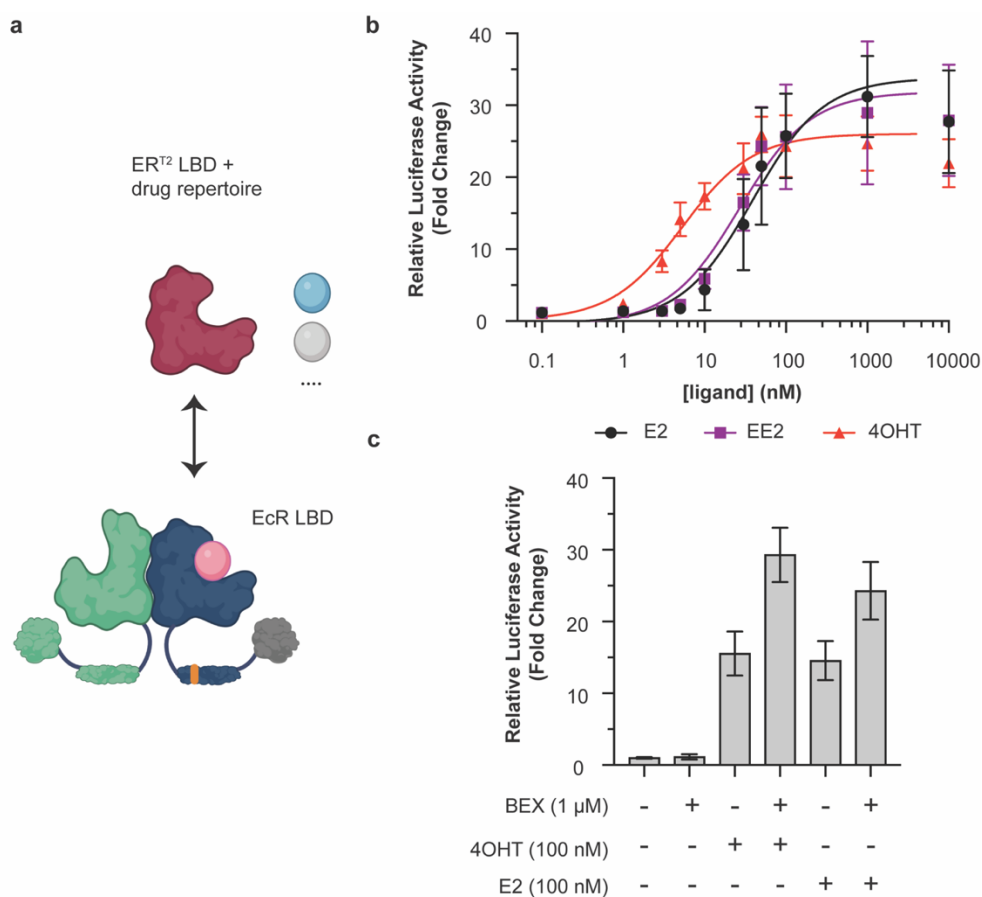 a
ER^T2 LBD +
drug repertoire
....
EcR LBD
b
Relative Luciferase Activity
(Fold Change)
40
30
20
10
0
0.1 1 10 100 1000 10000
[ligand] (nM)
E2 EE2 4OHT
c
Relative Luciferase Activity
(Fold Change)
40
30
20
10
0
BEX (1 µM) - + - + - +
4OHT (100 nM) - - + + - -
E2 (100 nM) - - - - + +